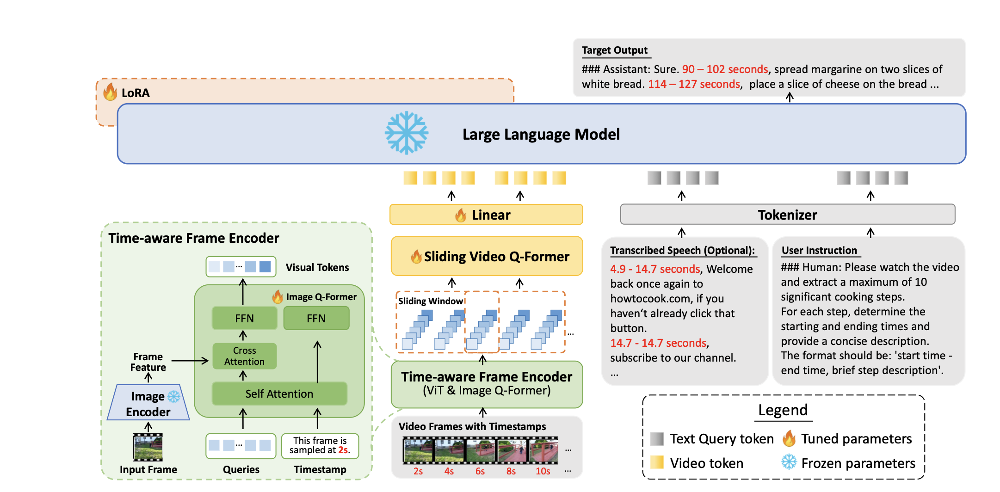 Target Output
### Assistant: Sure. 90 – 102 seconds, spread margarine on two slices of
white bread. 114 – 127 seconds, place a slice of cheese on the bread ...
LoRA
Large Language Model
Linear
Tokenizer
Time-aware Frame Encoder
Visual Tokens
Image Q-Former
FFN
FFN
Cross
Attention
Self Attention
Frame
Feature
Image
Encoder
This frame is
sampled at 2s.
Input Frame
Queries
Timestamp
...
...
Sliding Video Q-Former
Sliding Window
...
Time-aware Frame Encoder
(ViT & Image Q-Former)
Video Frames with Timestamps
...
2s 4s 6s 8s 10s ...
Transcribed Speech (Optional):
4.9 - 14.7 seconds, Welcome
back once again to
howtocook.com, if you
haven‘t already click that
button.
14.7 - 14.7 seconds,
subscribe to our channel.
...
User Instruction
### Human: Please watch the video
and extract a maximum of 10
significant cooking steps.
For each step, determine the
starting and ending times and
provide a concise description.
The format should be: 'start time -
end time, brief step description'.
Legend
Text Query token
Tuned parameters
Video token
Frozen parameters